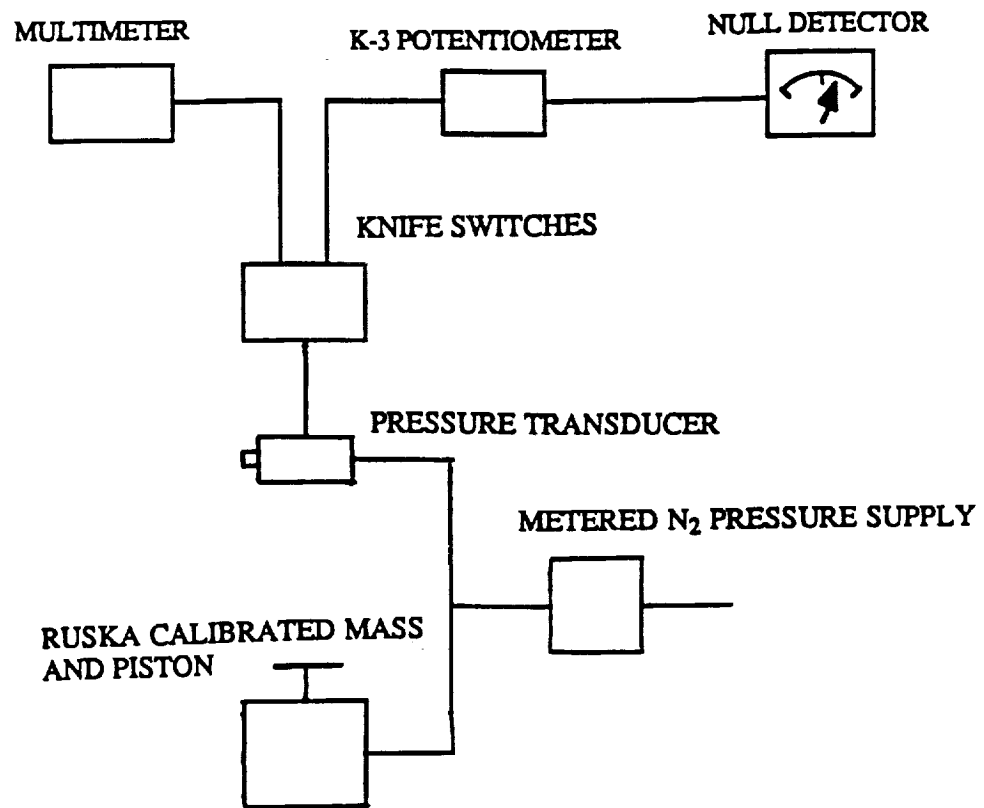 MULTIMETER
K-3 POTENTIOMETER
NULL DETECTOR
KNIFE SWITCHES
PRESSURE TRANSDUCER
METERED N₂ PRESSURE SUPPLY
RUSKA CALIBRATED MASS
AND PISTON